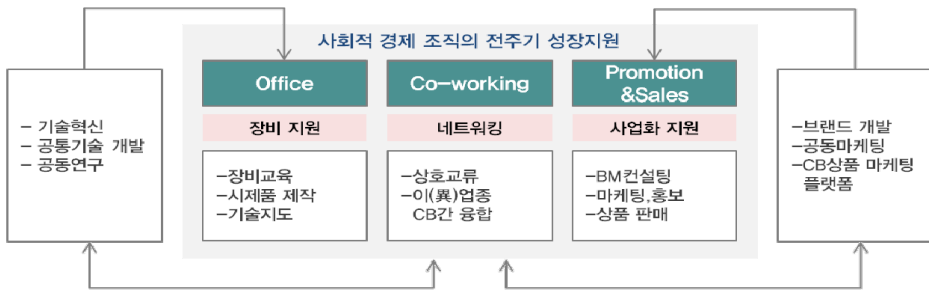 사회적 경제 조직의 전주기 성장지원
– 기술혁신
– 공통기술 개발
– 공동연구
Office
장비 지원
–장비교육
–시제품 제작
–기술지도
Co–working
네트워킹
–상호교류
–이(異)업종
CB간 융합
Promotion
&Sales
사업화 지원
–BM컨설팅
–마케팅,홍보
–상품 판매
–브랜드 개발
–공동마케팅
–CB상품 마케팅
플랫폼